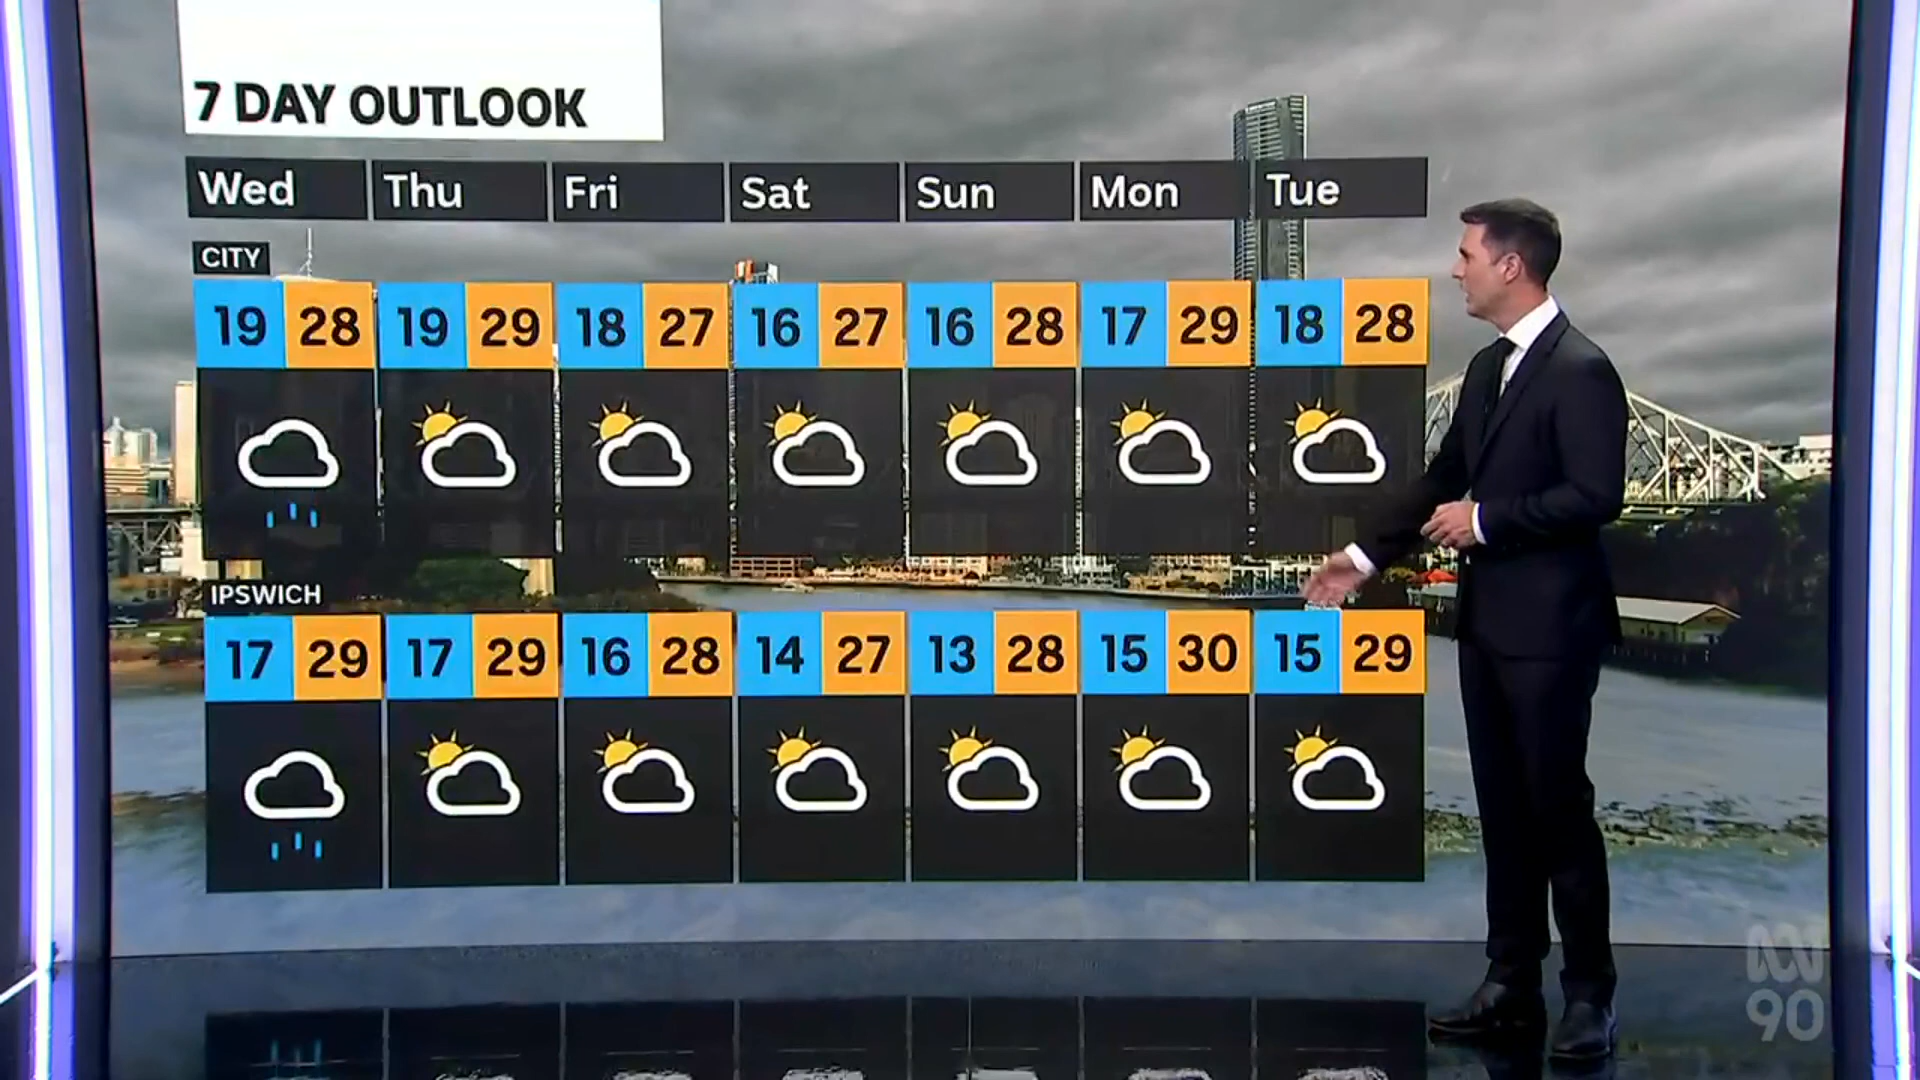 7 DAY OUTLOOK
Wed Thu Fri Sat Sun Mon Tue
CITY
19 28 19 29 18 27 16 27 16 28 17 29 18 28
IPSWICH
17 29 17 29 16 28 14 27 13 28 15 30 15 29
90